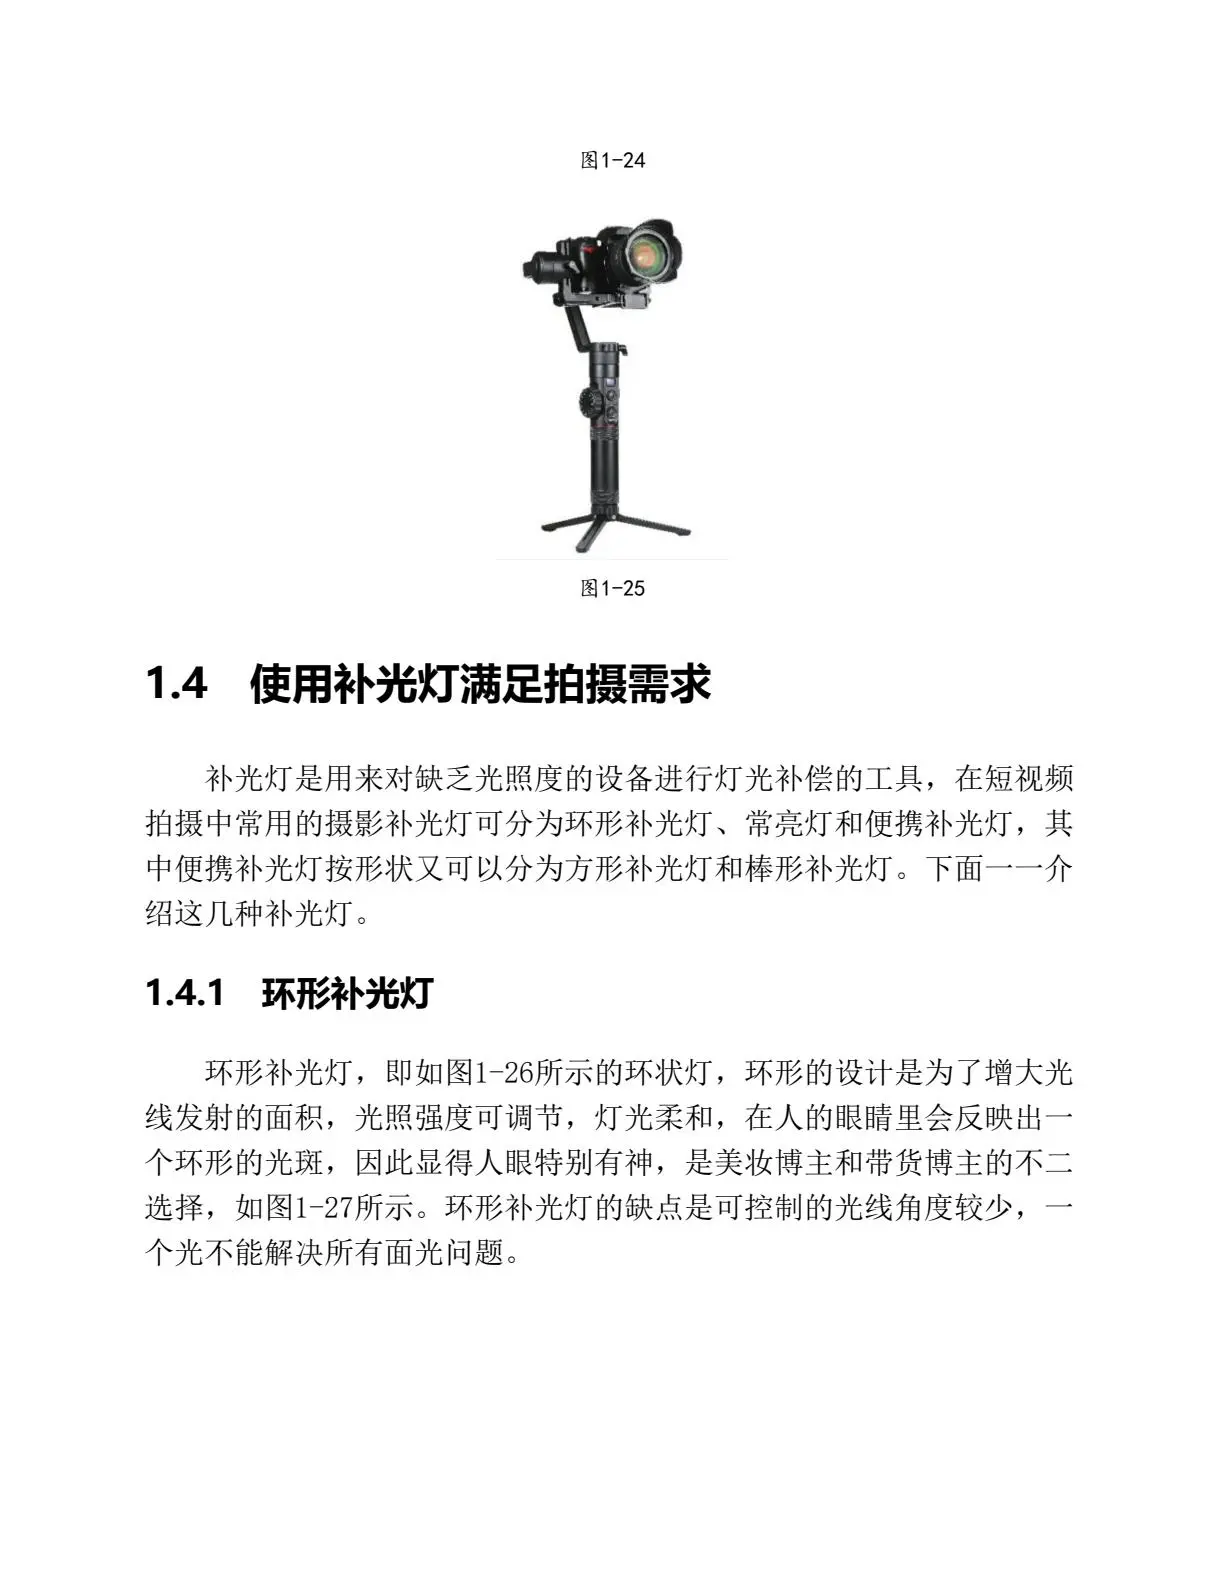 图1-24
图1-25
1.4 使用补光灯满足拍摄需求
补光灯是用来对缺乏光照度的设备进行灯光补偿的工具，在短视频
拍摄中常用的摄影补光灯可分为环形补光灯、常亮灯和便携补光灯，其
中便携补光灯按形状又可以分为方形补光灯和棒形补光灯。下面一一介
绍这几种补光灯。
1.4.1 环形补光灯
环形补光灯，即如图1-26所示的环状灯，环形的设计是为了增大光
线发射的面积，光照强度可调节，灯光柔和，在人的眼睛里会反映出一
个环形的光斑，因此显得人眼特别有神，是美妆博主和带货博主的不二
选择，如图1-27所示。环形补光灯的缺点是可控制的光线角度较少，一
个光不能解决所有面光问题。